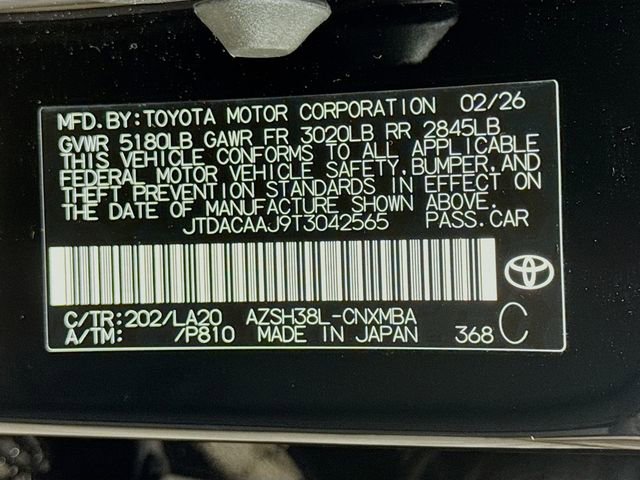 MFD.BY:TOYOTA MOTOR CORPORATION 02/26
GVWR 5180LB GAWR FR 3020LB RR 2845LB
THIS VEHICLE CONFORMS TO ALL APPLICABLE
FEDERAL MOTOR VEHICLE SAFETY,BUMPER,AND
THEFT PREVENTION STANDARDS IN EFFECT ON
THE DATE OF MANUFACTURE SHOWN ABOVE.
JTDACAAJ9T3042565 PASS.CAR
C/TR:202/LA20 AZSH38L-CNXMBA
A/TM: /P810 MADE IN JAPAN 368 C